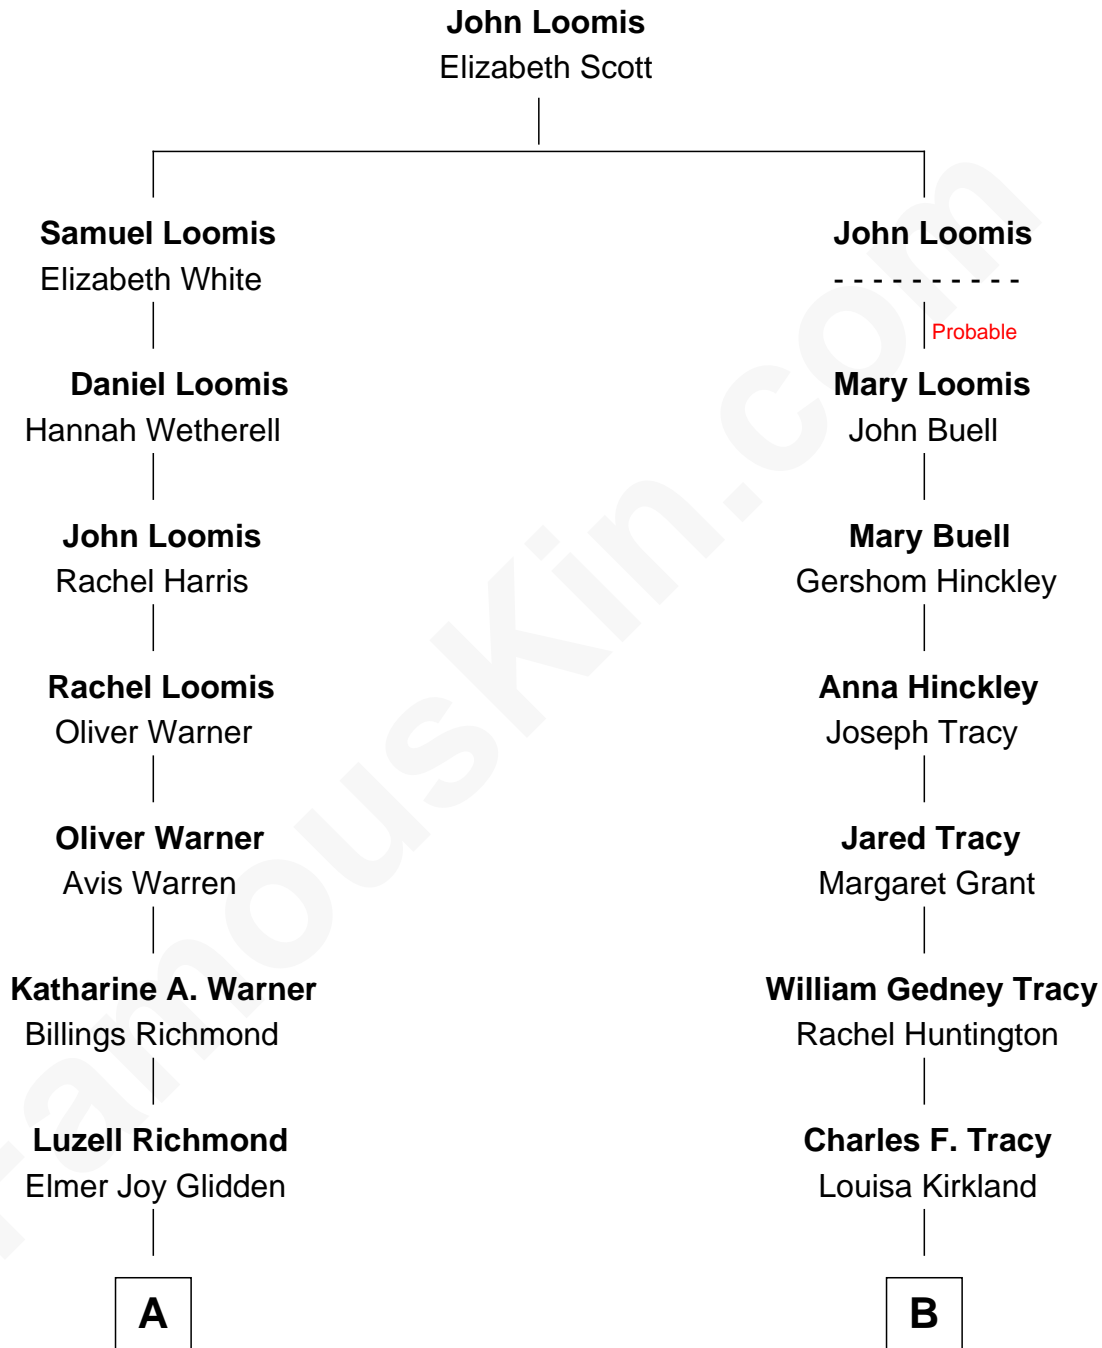 John Loomis
Elizabeth Scott
Samuel Loomis
Elizabeth White
Daniel Loomis
Hannah Wetherell
John Loomis
Rachel Harris
Rachel Loomis
Oliver Warner
Oliver Warner
Avis Warren
Katharine A. Warner
Billings Richmond
Luzell Richmond
Elmer Joy Glidden
A
John Loomis
- - - - - - - - - -
Probable
Mary Loomis
John Buell
Mary Buell
Gershom Hinckley
Anna Hinckley
Joseph Tracy
Jared Tracy
Margaret Grant
William Gedney Tracy
Rachel Huntington
Charles F. Tracy
Louisa Kirkland
B
FamousKin.com